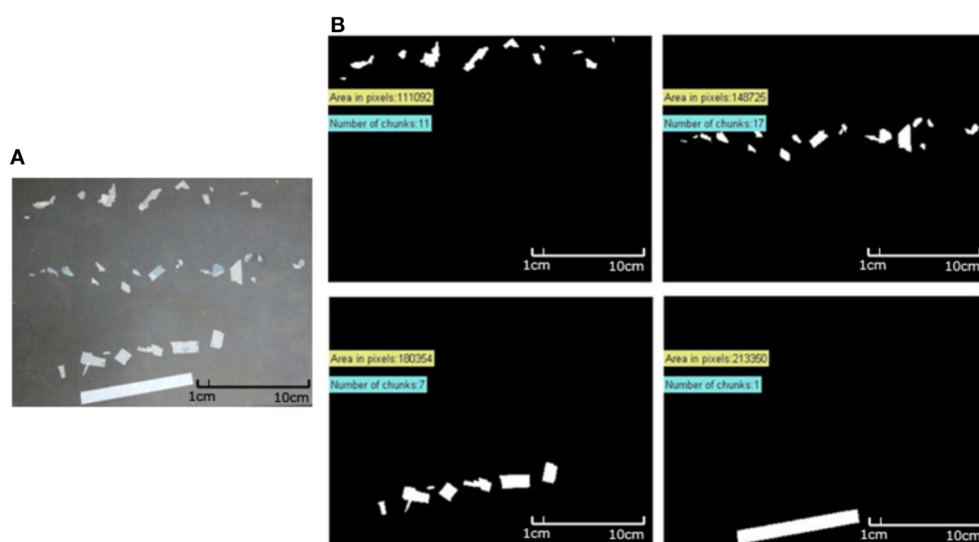 A
1cm 10cm
B
Area in pixels:111092
Number of chunks:11
1cm 10cm
Area in pixels:148725
Number of chunks:17
1cm 10cm
Area in pixels:180354
Number of chunks:7
1cm 10cm
Area in pixels:213350
Number of chunks:1
1cm 10cm